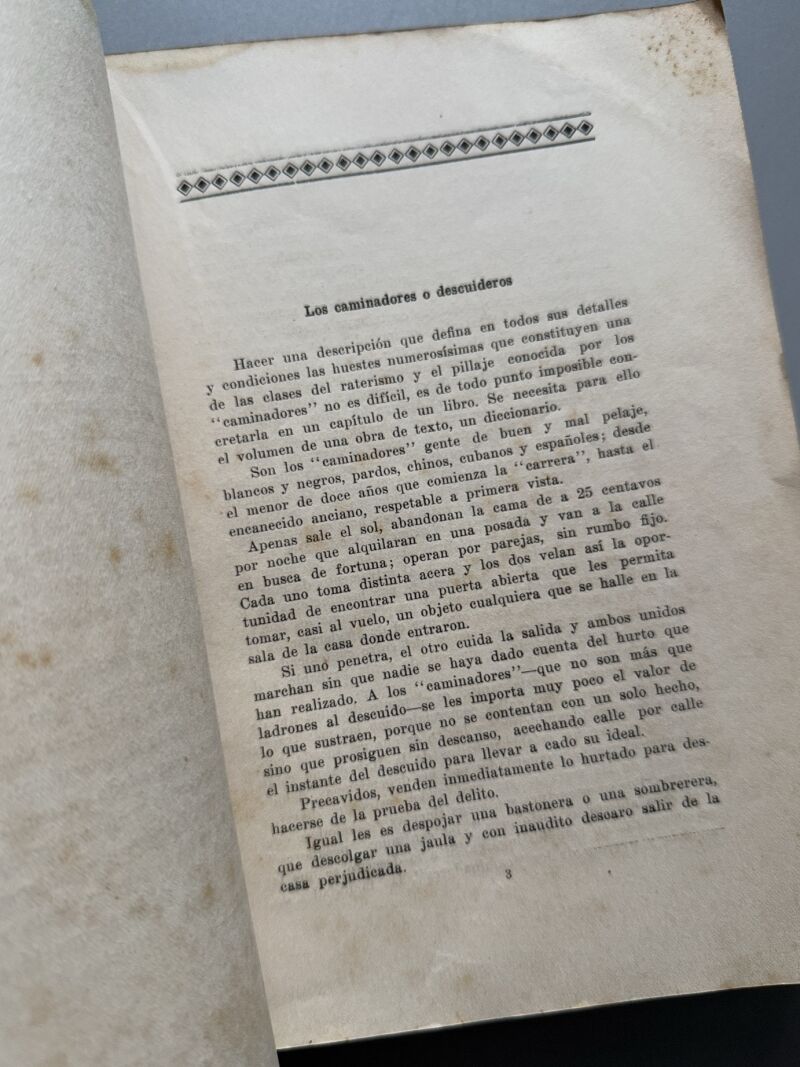 Los caminadores o descuideros
Hacer una descripción que defina en todos sus detalles
y condiciones las huestes numerosísimas que constituyen una
de las clases del raterismo y el pillaje conocida por los
"caminadores" no es difícil, es de todo punto imposible con-
cretarla en un capítulo de un libro. Se necesita para ello
el volumen de una obra de texto, un diccionario.
Son los "caminadores" gente de buen y mal pelaje,
blancos y negros, pardos, chinos, cubanos y españoles; desde
el menor de doce años que comienza la "carrera", hasta el
encanecido anciano, respetable a primera vista.
Apenas sale el sol, abandonan la cama de a 25 centavos
por noche que alquilaran en una posada y van a la calle
en busca de fortuna; operan por parejas, sin rumbo fijo.
Cada uno toma distinta acera y los dos velan así la opor-
tunidad de encontrar una puerta abierta que les permita
tomar, casi al vuelo, un objeto cualquiera que se halle en la
sala de la casa donde entraron.
Si uno penetra, el otro cuida la salida y ambos unidos
marchan sin que nadie se haya dado cuenta del hurto que
han realizado. A los "caminadores"—que no son más que
ladrones al descuido—se les importa muy poco el valor de
lo que sustraen, porque no se contentan con un solo hecho,
sino que prosiguen sin descanso, acechando calle por calle
el instante del descuido para llevar a cado su ideal.
Precavidos, venden inmediatamente lo hurtado para des-
hacerse de la prueba del delito.
Igual les es despojar una bastonera o una sombrerera,
que descolgar una jaula y con inaudito descaro salir de la
casa perjudicada.
3